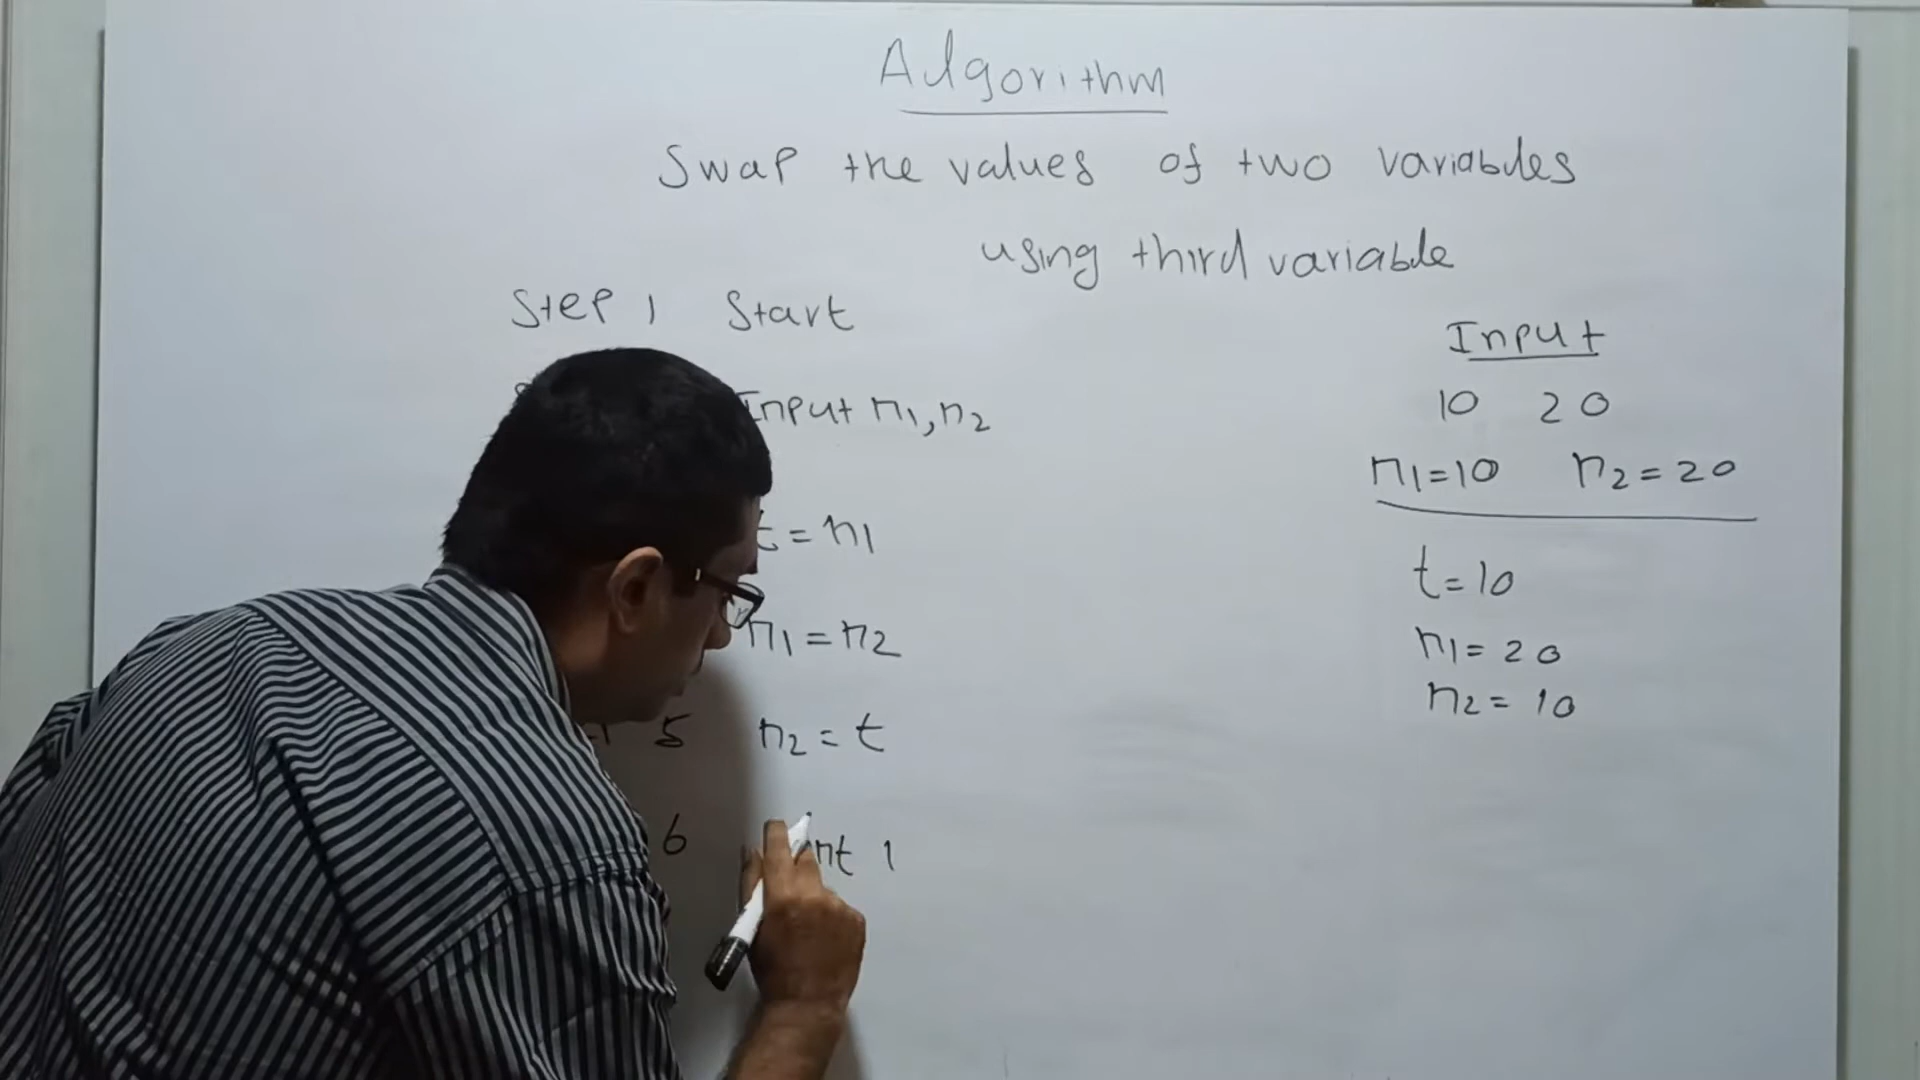 Algorithm
Swap the values of two variables
using third variable
Step 1 Start
Input n1, n2
t = n1
n1 = n2
5 n2 = t
6
Input
10 20
n1=10 n2=20
t=10
n1=20
n2=10